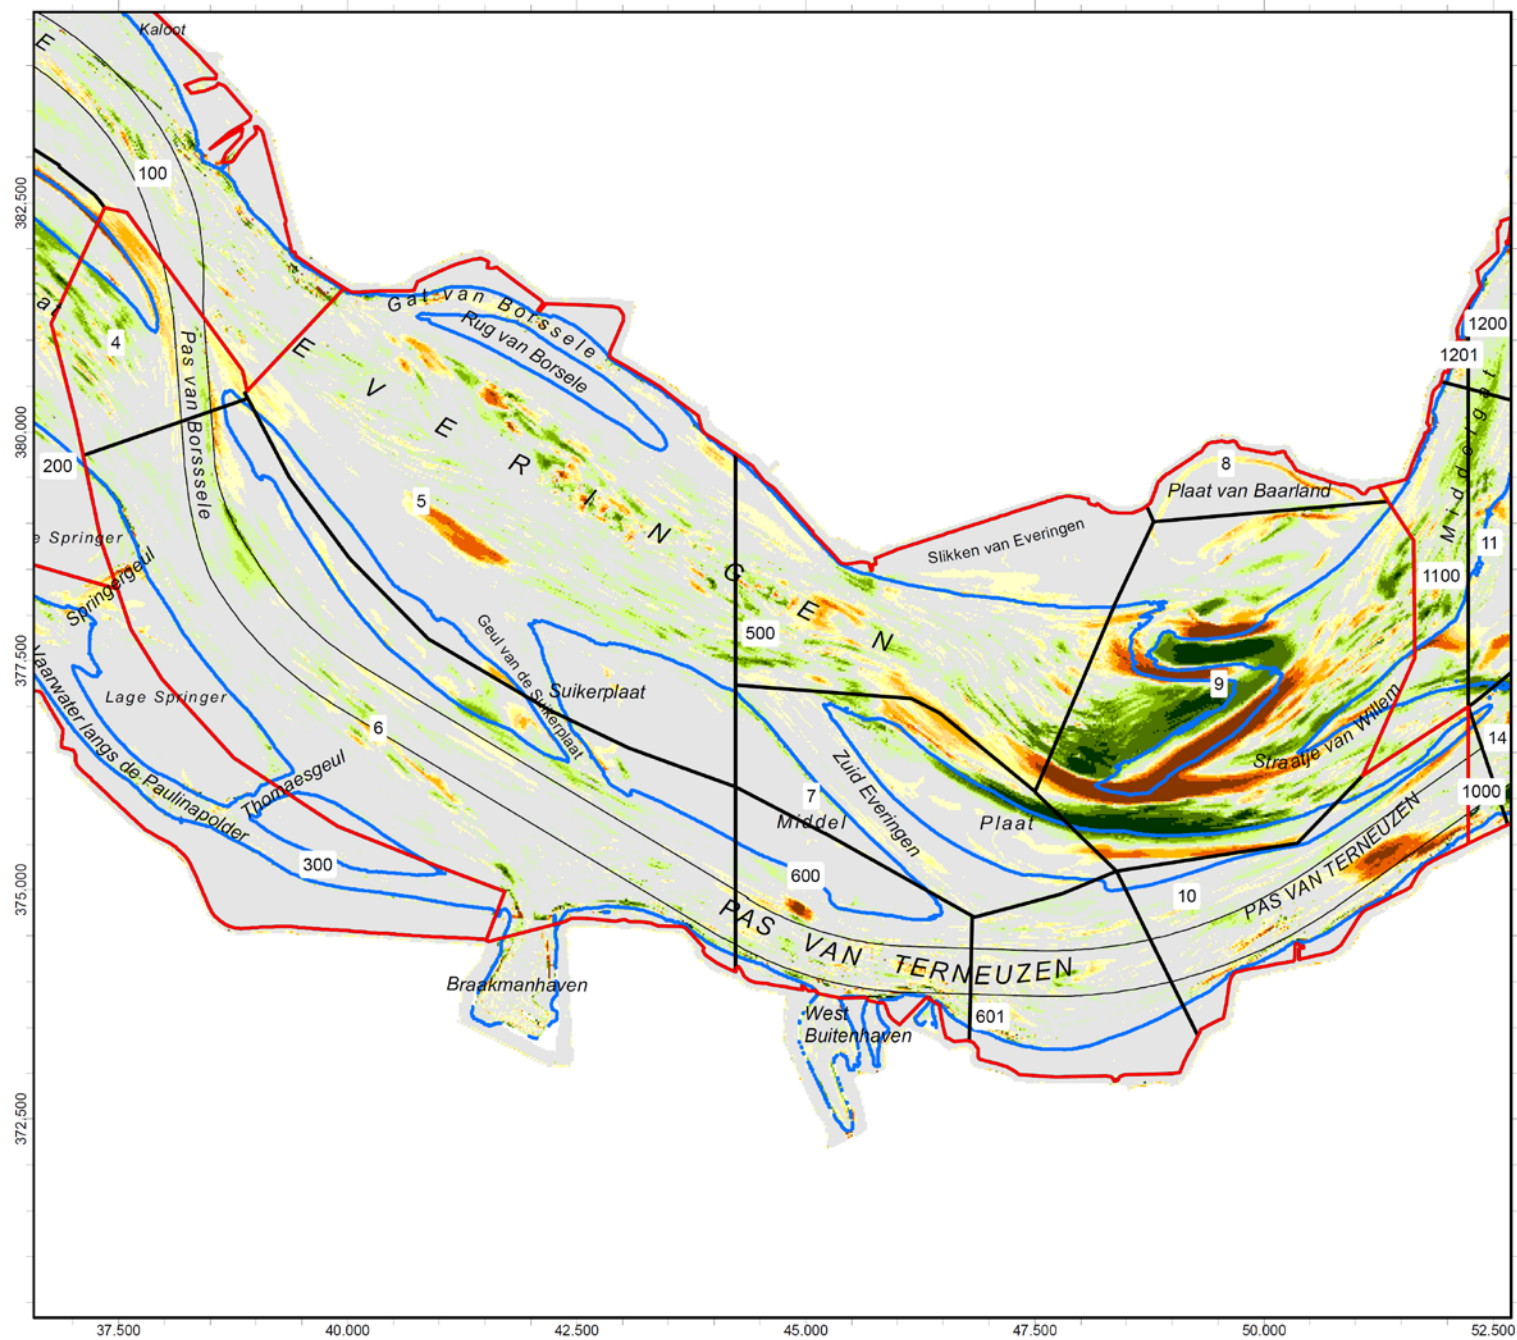 Kaloot
E
100
382.500
at
4
Pas van Borssele
Gat van Borssele
Rug van Borsele
E V E R I N G E N
1200
1201
Middelgat
380.000
200
5
8
Plaat van Baarland
Slikken van Everingen
11
1100
e Springer
Springergeul
500
377.500
Vaarwater langs de Paulinapolder
Lage Springer
Geul van de Suikerplaat
Suikerplaat
6
9
Straatje van Willem
14
1000
Thomaesgeul
Zuid Everingen
7
Middel Plaat
300
600
10
375.000
PAS VAN TERNEUZEN
PAS VAN TERNEUZEN
Braakmanhaven
West
Buitenhaven
601
372.500
37.500 40.000 42.500 45.000 47.500 50.000 52.500